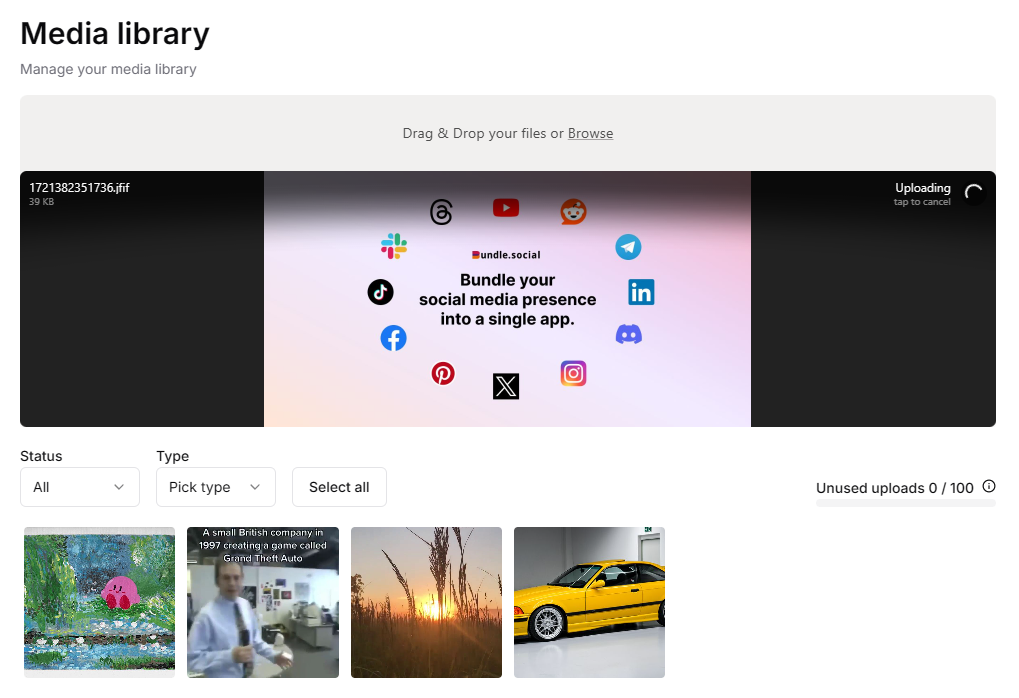 Media library
Manage your media library
Drag & Drop your files or Browse
1721382351736.jfif
39 KB
Uploading
tap to cancel
Bundle.social
Bundle your
social media presence
into a single app.
Status
Type
All
Pick type
Select all
Unused uploads 0 / 100
A small British company in
1997 creating a game called
Grand Theft Auto